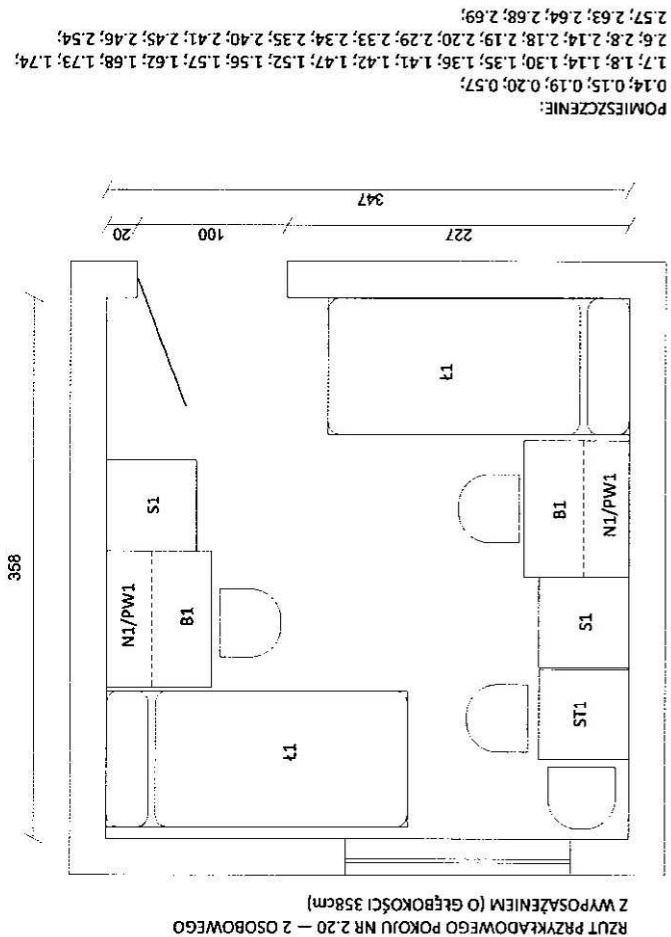 RZUT PRZYKŁADOWEGO POKOJU NR 2.20 — 2 OSOBOWEGO
Z WYPOSAŻENIEM (O GŁĘBOKOŚCI 358cm)
ST1
Ł1
S1
B1
N1/PW1
N1/PW1
B1
S1
Ł1
358
227
100
20
347
POMIESZCZENIE:
0.14; 0.15; 0.19; 0.20; 0.57;
1.7; 1.8; 1.14; 1.30; 1.35; 1.36; 1.41; 1.42; 1.47; 1.52; 1.56; 1.57; 1.62; 1.68; 1.73; 1.74;
2.6; 2.8; 2.14; 2.18; 2.19; 2.20; 2.29; 2.33; 2.34; 2.35; 2.40; 2.41; 2.45; 2.46; 2.54;
2.57; 2.63; 2.64; 2.68; 2.69;